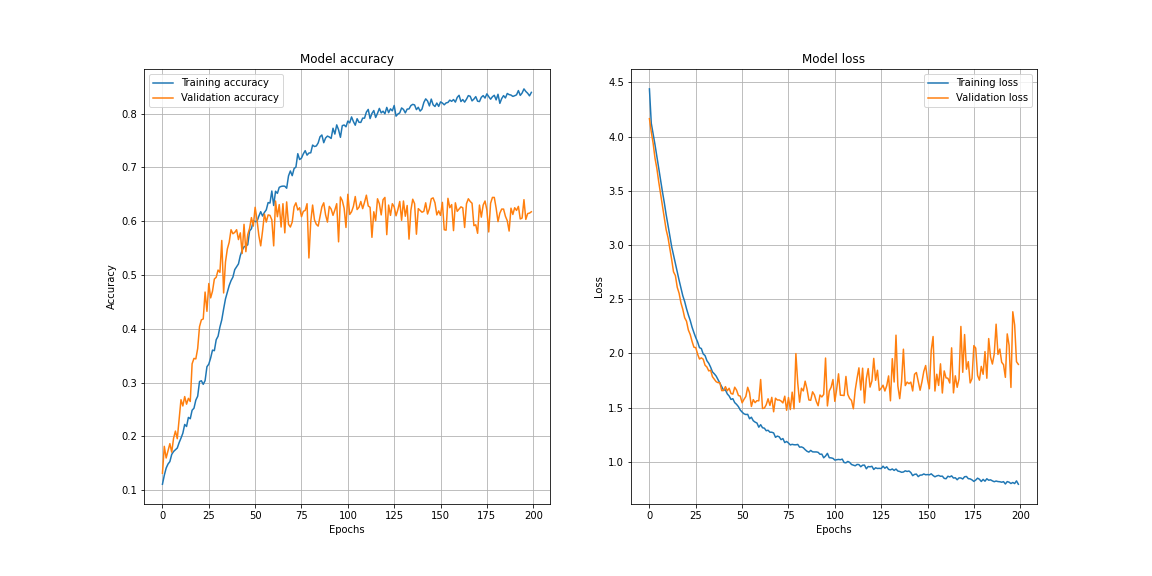 Model accuracy
Training accuracy
Validation accuracy
0.8
0.7
0.6
0.5
0.4
0.3
0.2
0.1
Accuracy
0 25 50 75 100 125 150 175 200
Epochs
Model loss
Training loss
Validation loss
4.5
4.0
3.5
3.0
2.5
2.0
1.5
1.0
Loss
0 25 50 75 100 125 150 175 200
Epochs